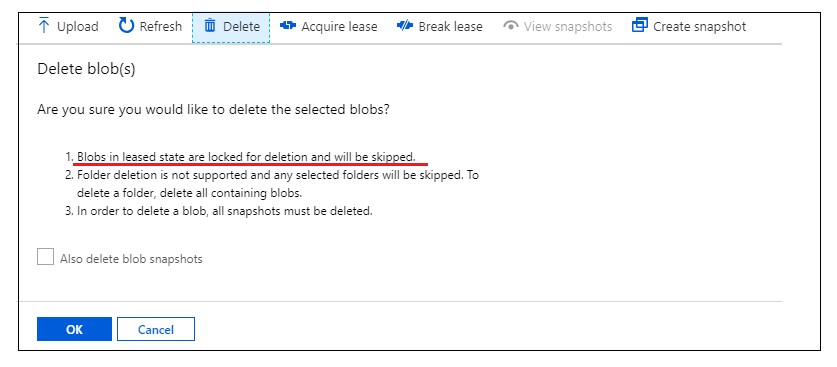 Upload Refresh Delete Acquire lease Break lease View snapshots Create snapshot
Delete blob(s)
Are you sure you would like to delete the selected blobs?
1. Blobs in leased state are locked for deletion and will be skipped.
2. Folder deletion is not supported and any selected folders will be skipped. To
delete a folder, delete all containing blobs.
3. In order to delete a blob, all snapshots must be deleted.
Also delete blob snapshots
OK Cancel